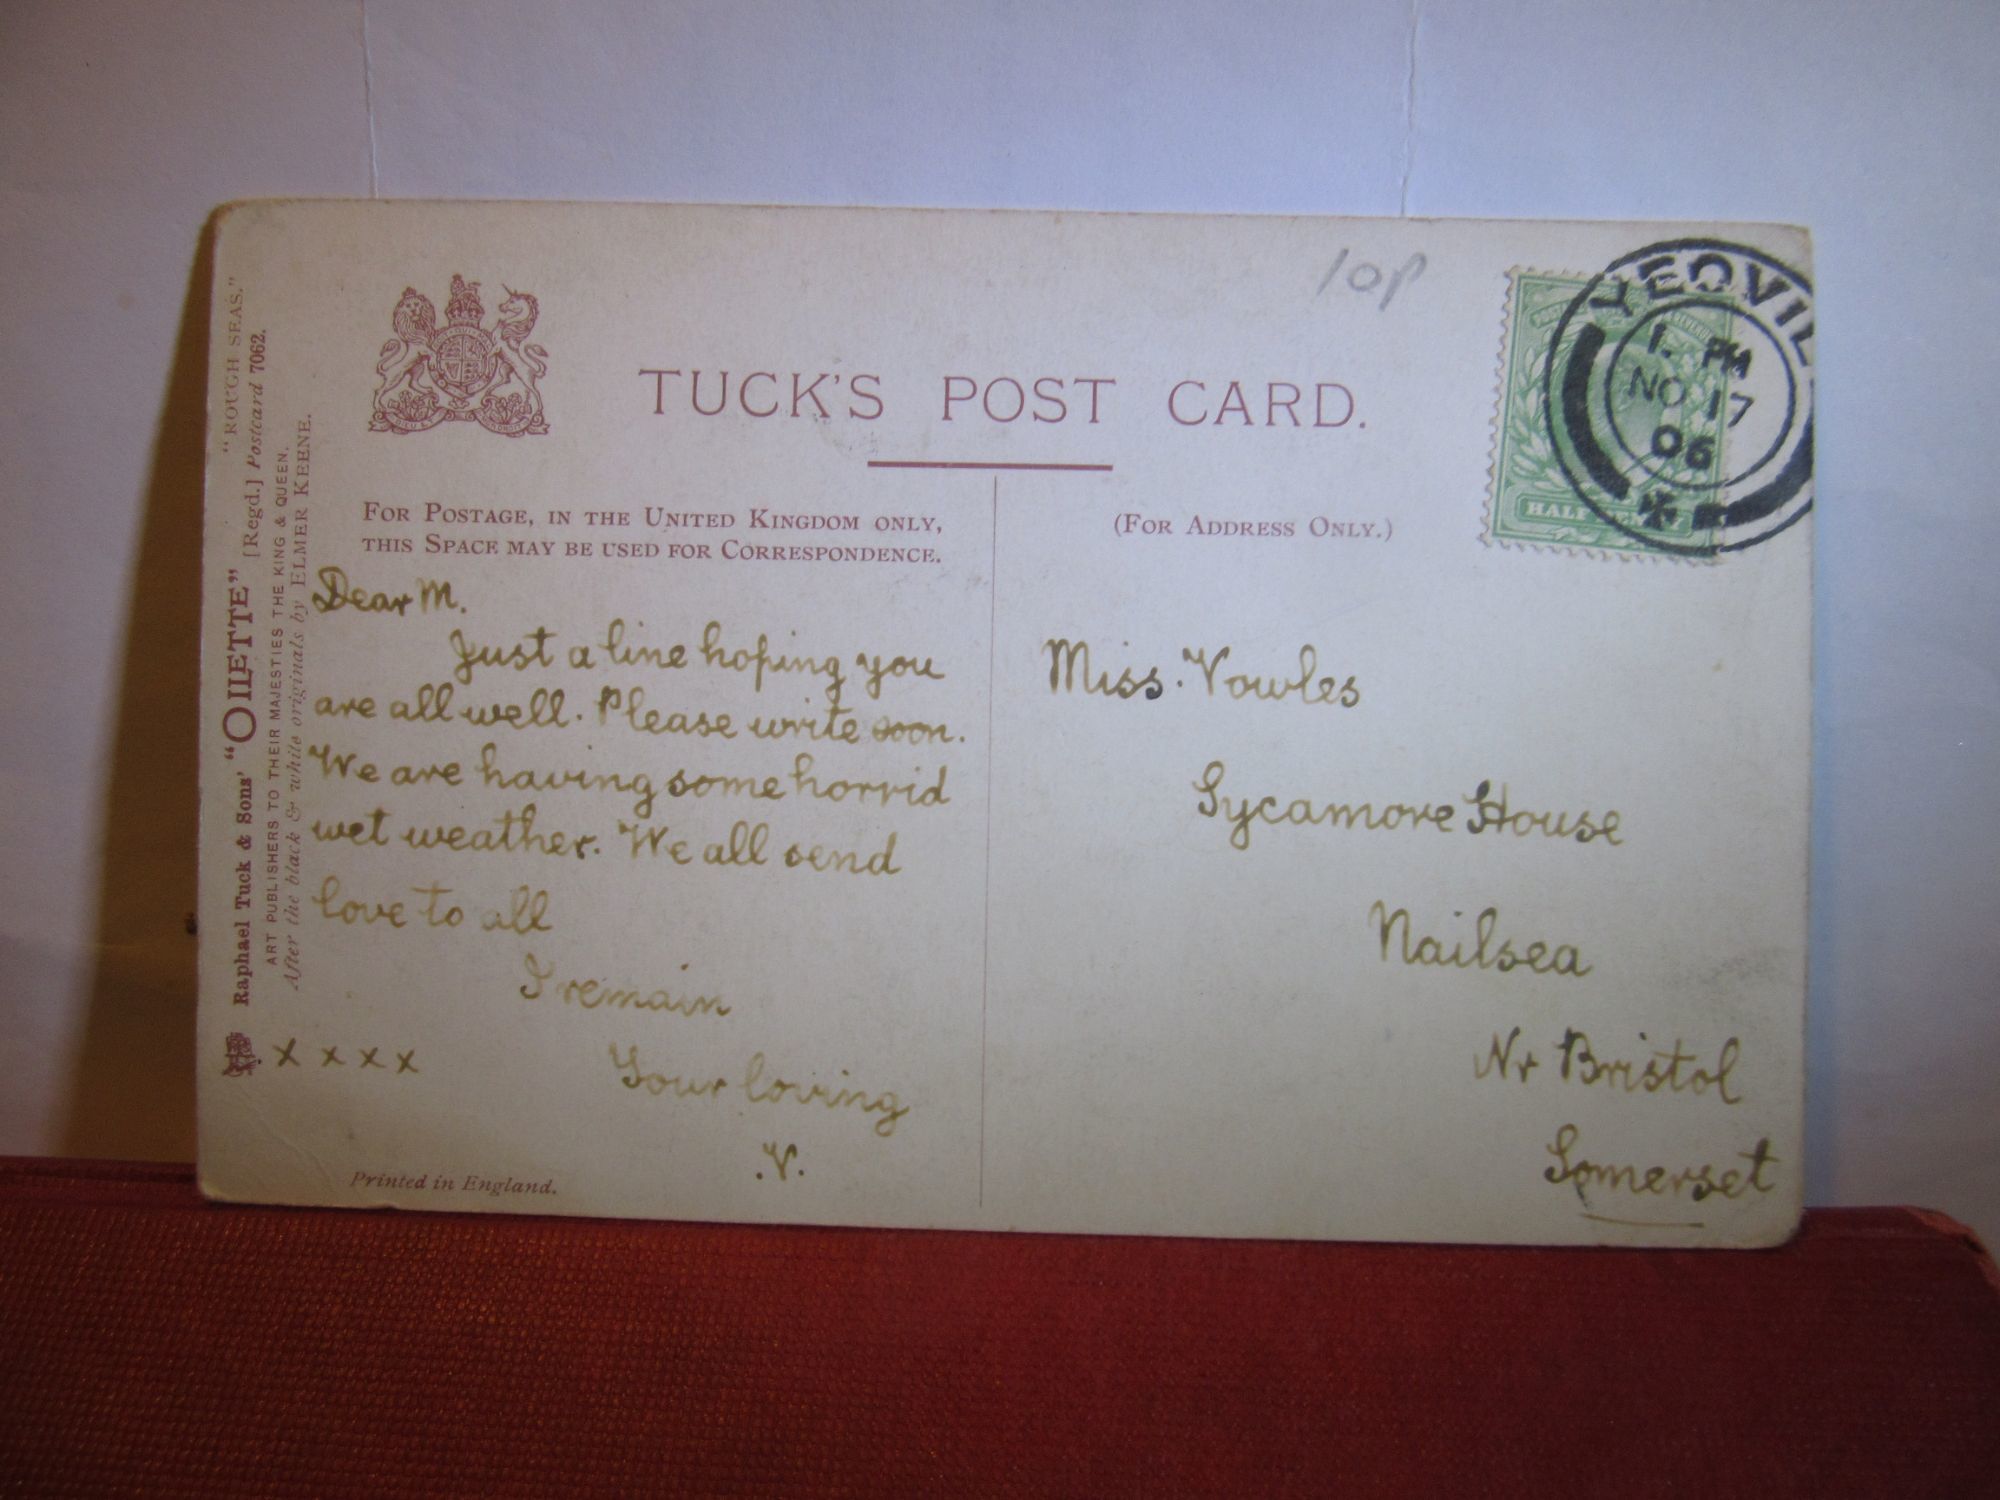 "ROUGH SEAS."
Raphael Tuck & Sons' "OILETTE" [Regd.] Postcard 7062.
ART PUBLISHERS TO THEIR MAJESTIES THE KING & QUEEN.
After the black & white originals by ELMER KEENE.
10p
TUCK'S POST CARD.
YEOVIL
1. PM
NO 17
06
HALF PENNY
FOR POSTAGE, IN THE UNITED KINGDOM ONLY,
THIS SPACE MAY BE USED FOR CORRESPONDENCE.
Dear M.
Just a line hoping you
are all well. Please write soon.
We are having some horrid
wet weather. We all send
love to all
I remain
x x x x
Your loving
.V.
Printed in England.
(FOR ADDRESS ONLY.)
Miss. Vowles
Sycamore House
Nailsea
Nr Bristol
Somerset